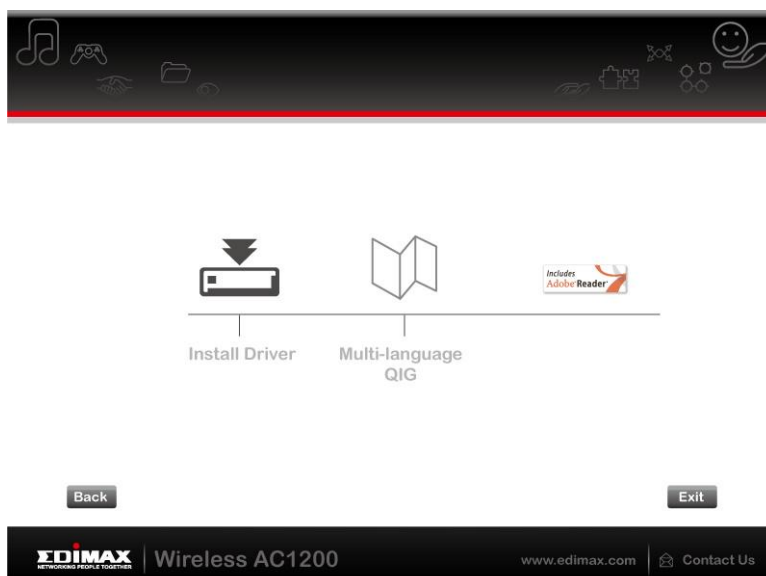 Includes
Adobe Reader
Install Driver
Multi-language
QIG
Back
Exit
EDIMAX
NETWORKING PEOPLE TOGETHER
Wireless AC1200
www.edimax.com
Contact Us